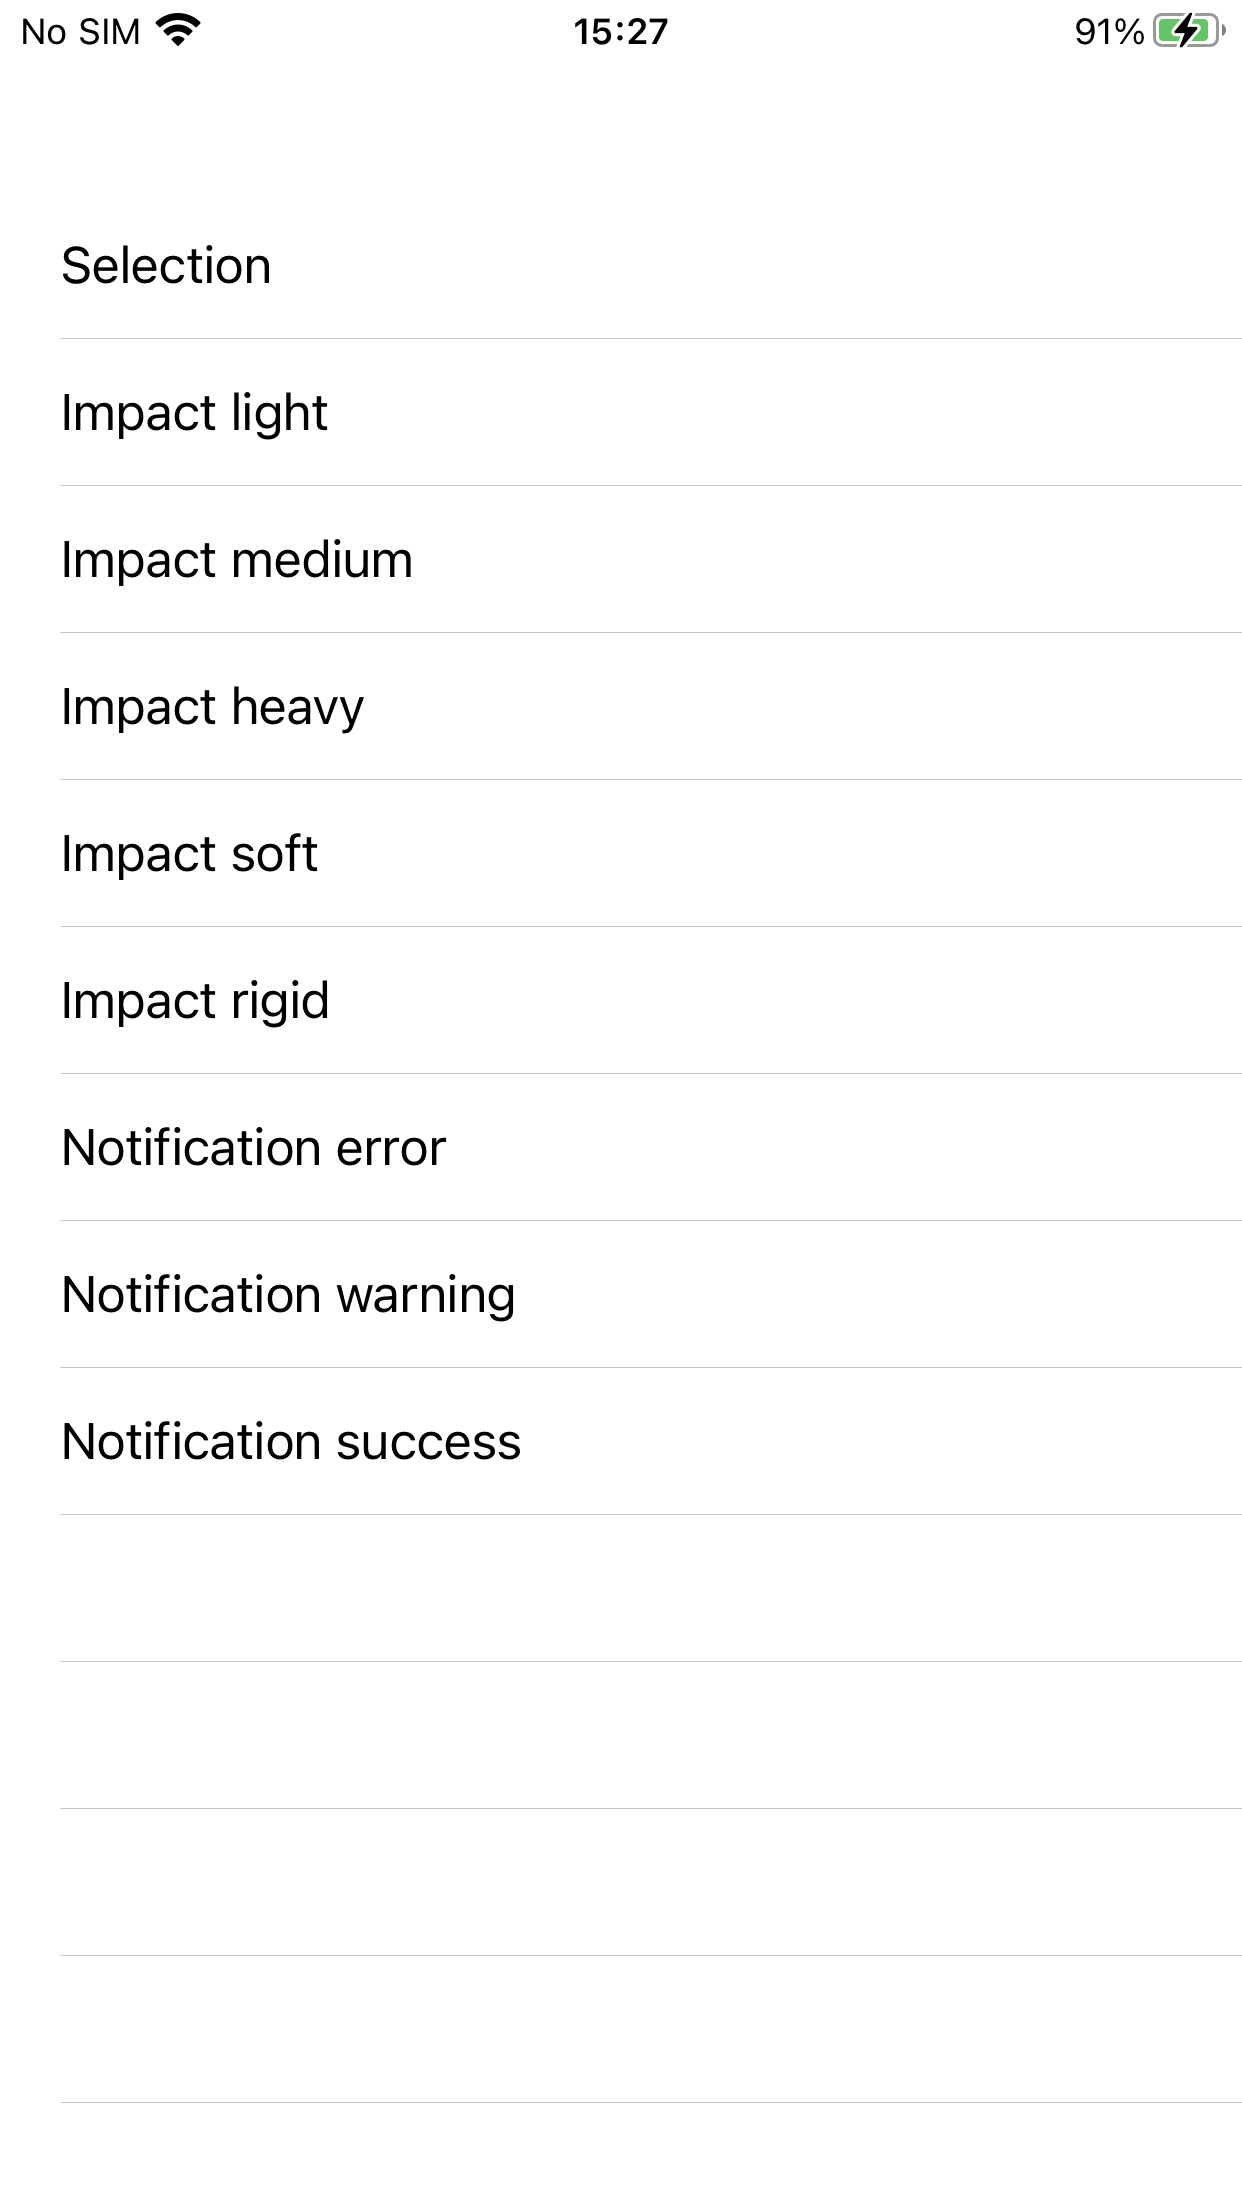 No SIM 15:27 91%
Selection
Impact light
Impact medium
Impact heavy
Impact soft
Impact rigid
Notification error
Notification warning
Notification success